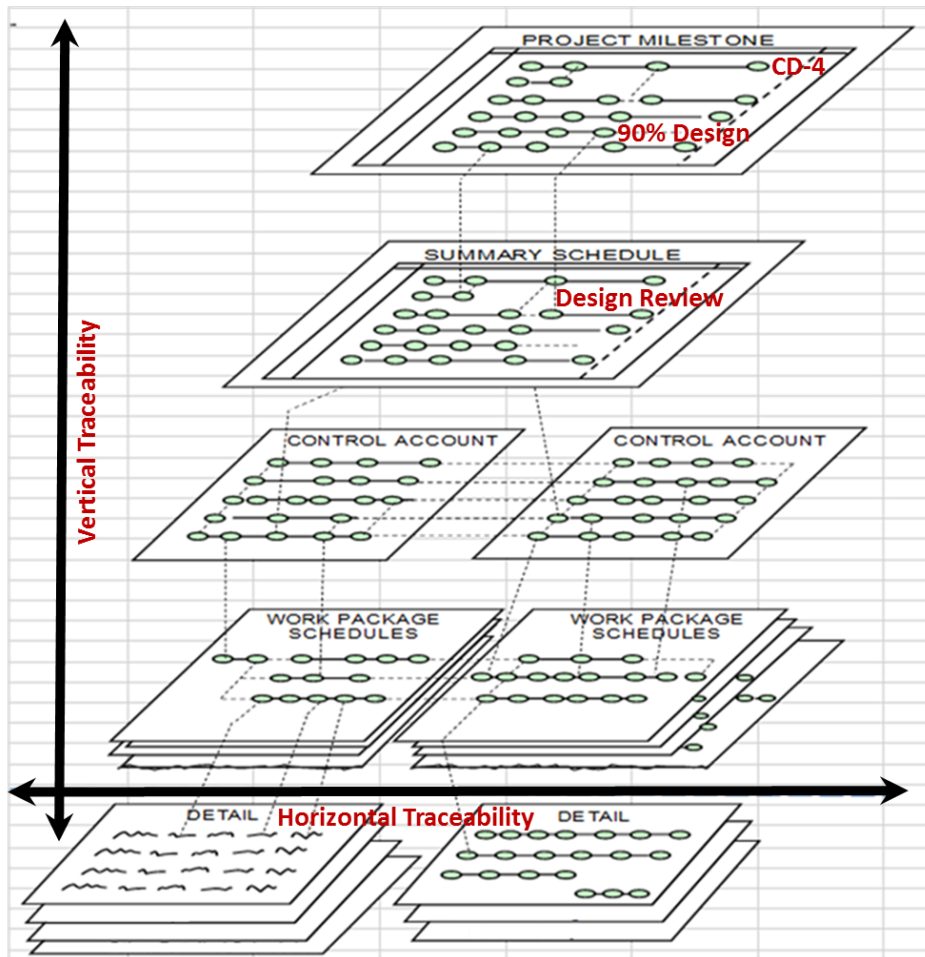 PROJECT MILESTONE
CD-4
90% Design
SUMMARY SCHEDULE
Design Review
Vertical Traceability
CONTROL ACCOUNT
CONTROL ACCOUNT
WORK PACKAGE
SCHEDULES
WORK PACKAGE
SCHEDULES
DETAIL
Horizontal Traceability
DETAIL